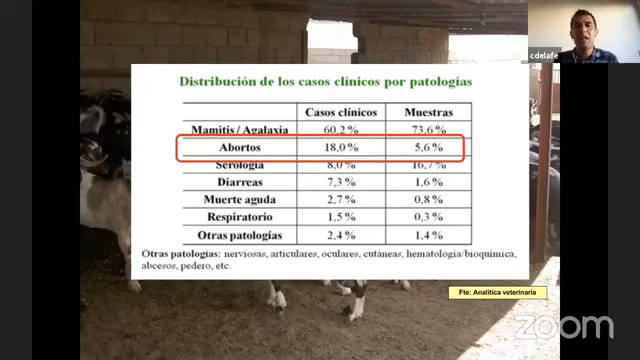 cdelafe
Distribución de los casos clínicos por patologías
Casos clínicos Muestras
Mamitis / Agalaxia 60,2 % 73,6 %
Abortos 18,0 % 5,6 %
Serología 8,0 % 16,7 %
Diarreas 7,3 % 1,6 %
Muerte aguda 2,7 % 0,8 %
Respiratorio 1,5 % 0,3 %
Otras patologías 2,4 % 1,4 %
Otras patologías: nerviosas, articulares, oculares, cutáneas, hematología/bioquímica,
abcesos, pedero, etc.
Fte: Analítica veterinaria
zoom